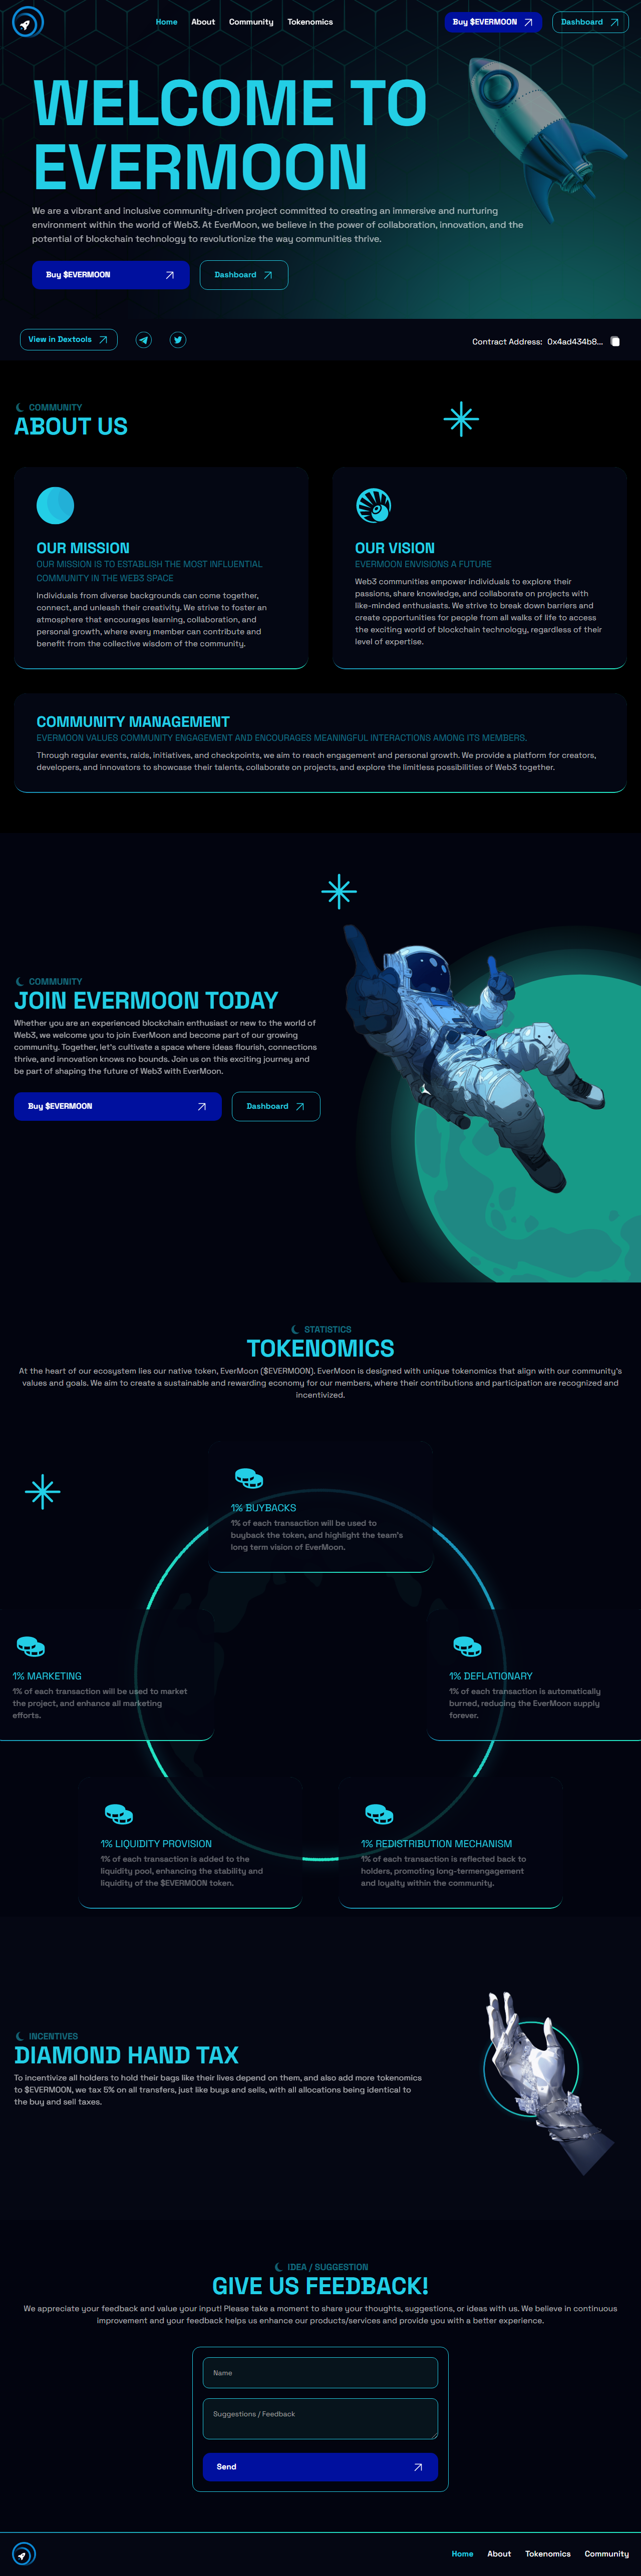 Home About Community Tokenomics Buy $EVERMOON Dashboard
WELCOME TO
EVERMOON
We are a vibrant and inclusive community-driven project committed to creating an immersive and nurturing
environment within the world of Web3. At EverMoon, we believe in the power of collaboration, innovation, and the
potential of blockchain technology to revolutionize the way communities thrive.
Buy $EVERMOON Dashboard
View in Dextools Contract Address: 0x4ad434b8...
COMMUNITY
ABOUT US
OUR MISSION
OUR MISSION IS TO ESTABLISH THE MOST INFLUENTIAL
COMMUNITY IN THE WEB3 SPACE
Individuals from diverse backgrounds can come together,
connect, and unleash their creativity. We strive to foster an
atmosphere that encourages learning, collaboration, and
personal growth, where every member can contribute and
benefit from the collective wisdom of the community.
OUR VISION
EVERMOON ENVISIONS A FUTURE
Web3 communities empower individuals to explore their
passions, share knowledge, and collaborate on projects with
like-minded enthusiasts. We strive to break down barriers and
create opportunities for people from all walks of life to access
the exciting world of blockchain technology, regardless of their
level of expertise.
COMMUNITY MANAGEMENT
EVERMOON VALUES COMMUNITY ENGAGEMENT AND ENCOURAGES MEANINGFUL INTERACTIONS AMONG ITS MEMBERS.
Through regular events, raids, initiatives, and checkpoints, we aim to reach engagement and personal growth. We provide a platform for creators,
developers, and innovators to showcase their talents, collaborate on projects, and explore the limitless possibilities of Web3 together.
COMMUNITY
JOIN EVERMOON TODAY
Whether you are an experienced blockchain enthusiast or new to the world of
Web3, we welcome you to join EverMoon and become part of our growing
community. Together, let's cultivate a space where ideas flourish, connections
thrive, and innovation knows no bounds. Join us on this exciting journey and
be part of shaping the future of Web3 with EverMoon.
Buy $EVERMOON Dashboard
STATISTICS
TOKENOMICS
At the heart of our ecosystem lies our native token, EverMoon ($EVERMOON). EverMoon is designed with unique tokenomics that align with our community's
values and goals. We aim to create a sustainable and rewarding economy for our members, where their contributions and participation are recognized and
incentivized.
1% BUYBACKS
1% of each transaction will be used to
buyback the token, and highlight the team's
long term vision of EverMoon.
1% MARKETING
1% of each transaction will be used to market
the project, and enhance all marketing
efforts.
1% DEFLATIONARY
1% of each transaction is automatically
burned, reducing the EverMoon supply
forever.
1% LIQUIDITY PROVISION
1% of each transaction is added to the
liquidity pool, enhancing the stability and
liquidity of the $EVERMOON token.
1% REDISTRIBUTION MECHANISM
1% of each transaction is reflected back to
holders, promoting long-termengagement
and loyalty within the community.
INCENTIVES
DIAMOND HAND TAX
To incentivize all holders to hold their bags like their lives depend on them, and also add more tokenomics
to $EVERMOON, we tax 5% on all transfers, just like buys and sells, with all allocations being identical to
the buy and sell taxes.
IDEA / SUGGESTION
GIVE US FEEDBACK!
We appreciate your feedback and value your input! Please take a moment to share your thoughts, suggestions, or ideas with us. We believe in continuous
improvement and your feedback helps us enhance our products/services and provide you with a better experience.
Name
Suggestions / Feedback
Send
Home About Tokenomics Community